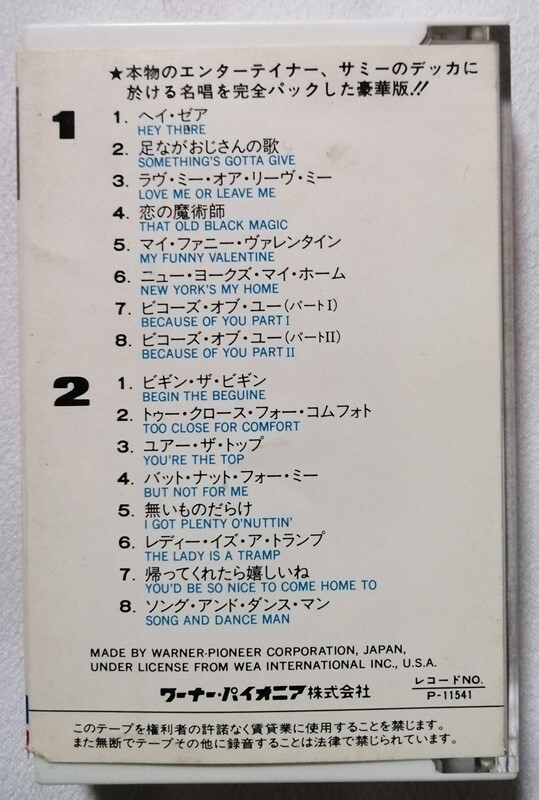 ★本物のエンターテイナー、サミーのデッカに
於ける名唱を完全パックした豪華版!!
1
1. ヘイ・ゼア
HEY THERE
2. 足ながおじさんの歌
SOMETHING'S GOTTA GIVE
3. ラヴ・ミー・オア・リーヴ・ミー
LOVE ME OR LEAVE ME
4. 恋の魔術師
THAT OLD BLACK MAGIC
5. マイ・ファニー・ヴァレンタイン
MY FUNNY VALENTINE
6. ニュー・ヨークズ・マイ・ホーム
NEW YORK'S MY HOME
7. ビコーズ・オブ・ユー(パートI)
BECAUSE OF YOU PART I
8. ビコーズ・オブ・ユー(パートII)
BECAUSE OF YOU PART II
2
1. ビギン・ザ・ビギン
BEGIN THE BEGUINE
2. トゥー・クロース・フォー・コムフォト
TOO CLOSE FOR COMFORT
3. ユアー・ザ・トップ
YOU'RE THE TOP
4. バット・ナット・フォー・ミー
BUT NOT FOR ME
5. 無いものだらけ
I GOT PLENTY O'NUTTIN'
6. レディー・イズ・ア・トランプ
THE LADY IS A TRAMP
7. 帰ってくれたら嬉しいね
YOU'D BE SO NICE TO COME HOME TO
8. ソング・アンド・ダンス・マン
SONG AND DANCE MAN
MADE BY WARNER-PIONEER CORPORATION, JAPAN,
UNDER LICENSE FROM WEA INTERNATIONAL INC., U.S.A.
ワーナー・パイオニア株式会社
レコードNO.
P-11541
このテープを権利者の許諾なく賃貸業に使用することを禁じます。
また無断でテープその他に録音することは法律で禁じられています。